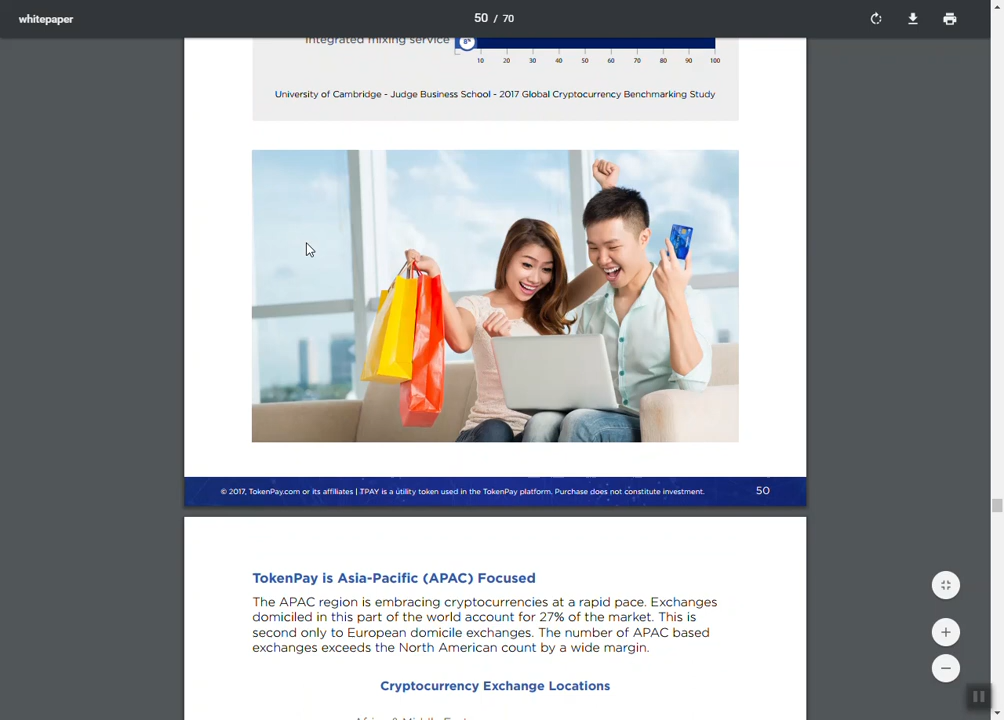 whitepaper
50 / 70
Integrated mixing service
8%
10 20 30 40 50 60 70 80 90 100
University of Cambridge - Judge Business School - 2017 Global Cryptocurrency Benchmarking Study
© 2017, TokenPay.com or its affiliates | TPAY is a utility token used in the TokenPay platform. Purchase does not constitute investment.
50
TokenPay is Asia-Pacific (APAC) Focused
The APAC region is embracing cryptocurrencies at a rapid pace. Exchanges
domiciled in this part of the world account for 27% of the market. This is
second only to European domicile exchanges. The number of APAC based
exchanges exceeds the North American count by a wide margin.
Cryptocurrency Exchange Locations
Africa & Middle East